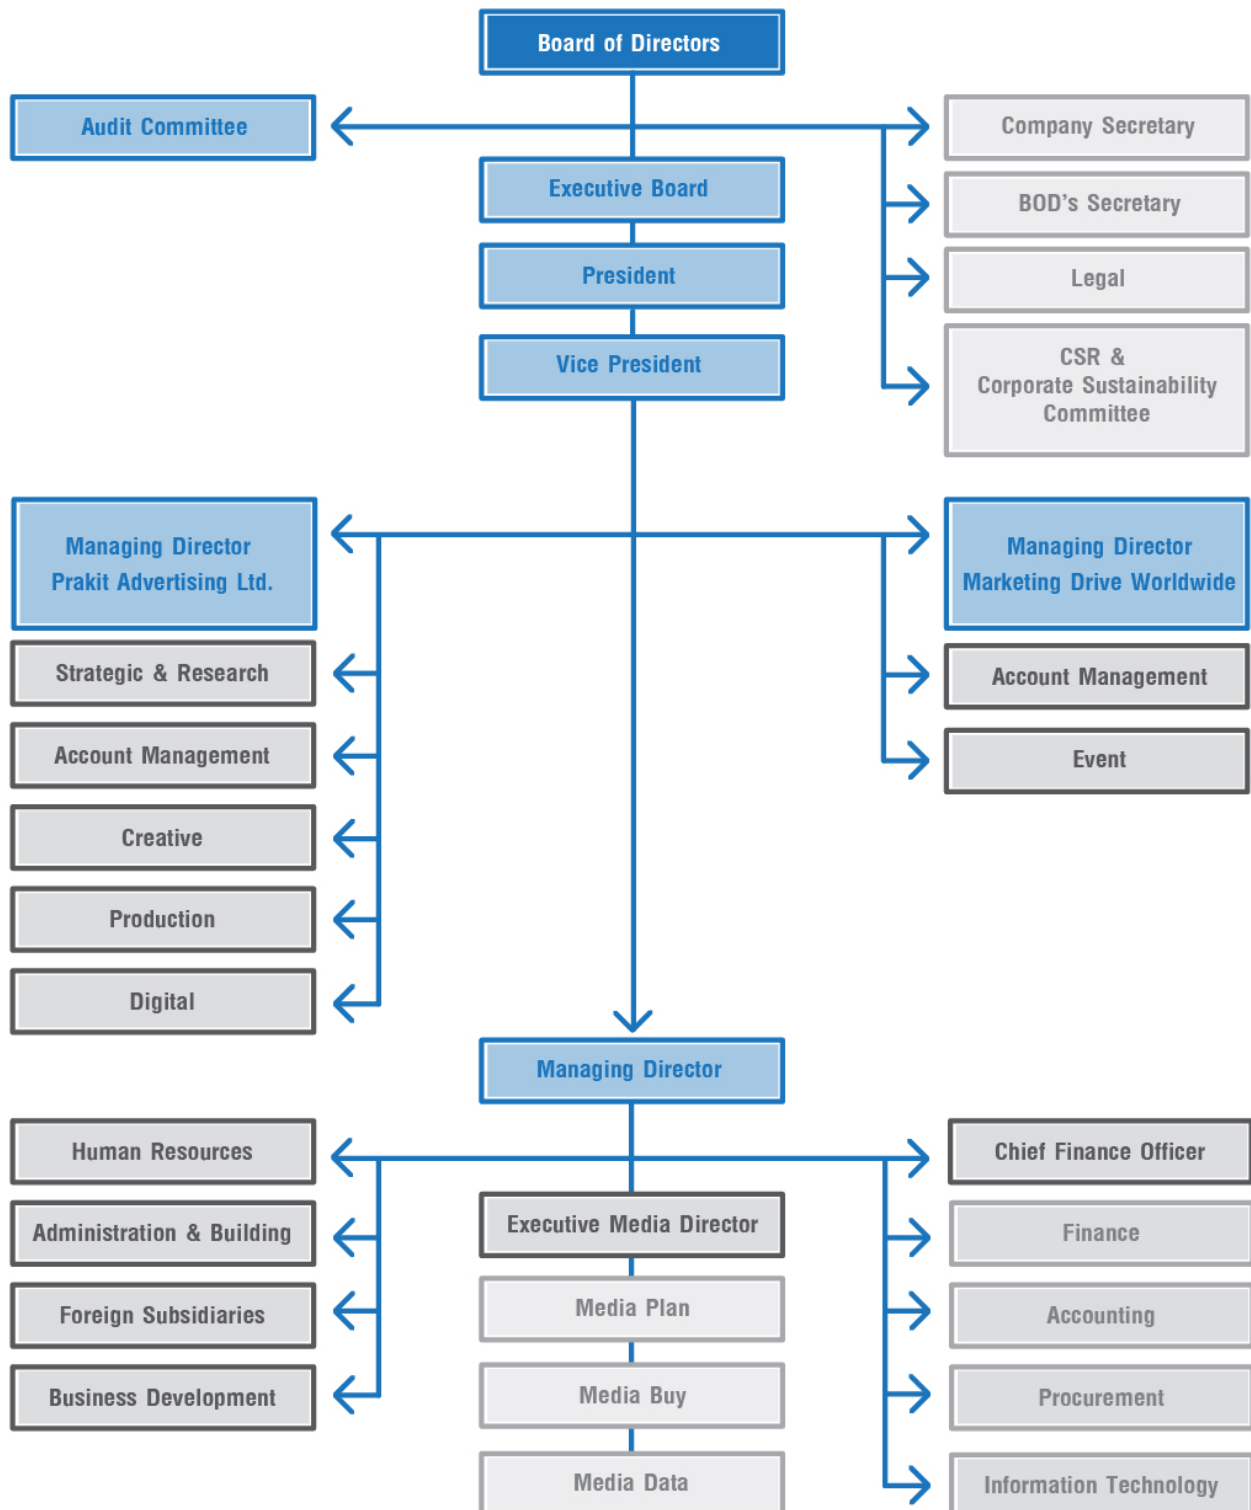 Board of Directors
Audit Committee
Company Secretary
Executive Board
BOD's Secretary
President
Legal
Vice President
CSR &
Corporate Sustainability
Committee
Managing Director
Prakit Advertising Ltd.
Managing Director
Marketing Drive Worldwide
Strategic & Research
Account Management
Account Management
Event
Creative
Production
Digital
Managing Director
Human Resources
Chief Finance Officer
Administration & Building
Executive Media Director
Finance
Foreign Subsidiaries
Media Plan
Accounting
Business Development
Media Buy
Procurement
Media Data
Information Technology